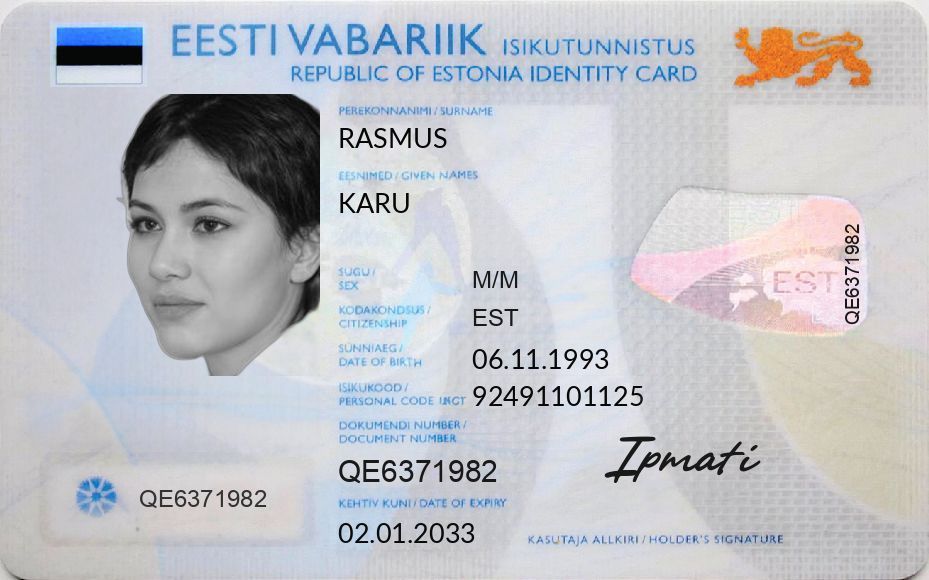 EESTI VABARIIK ISIKUTUNNISTUS
REPUBLIC OF ESTONIA IDENTITY CARD
PEREKONNANIMI / SURNAME
RASMUS
EESNIMED / GIVEN NAMES
KARU
SUGU /
SEX
M/M
KODAKONDSUS /
CITIZENSHIP
EST
SÜNNIAEG /
DATE OF BIRTH
06.11.1993
ISIKUKOOD /
PERSONAL CODE
92491101125
DOKUMENDI NUMBER /
DOCUMENT NUMBER
QE6371982
KEHTIV KUNI / DATE OF EXPIRY
02.01.2033
QE6371982
EST
QE6371982
Ipmati
KASUTAJA ALLKIRI / HOLDER'S SIGNATURE